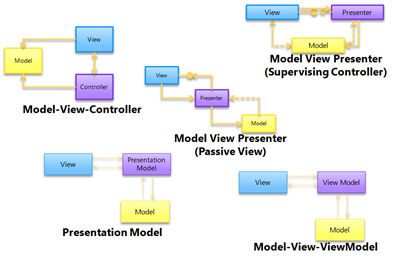 View
Model
Controller
Model-View-Controller
View
Presenter
Model
Model View Presenter
(Passive View)
View
Presenter
Model
Model View Presenter
(Supervising Controller)
View
Presentation
Model
Model
Presentation Model
View
View Model
Model
Model-View-ViewModel